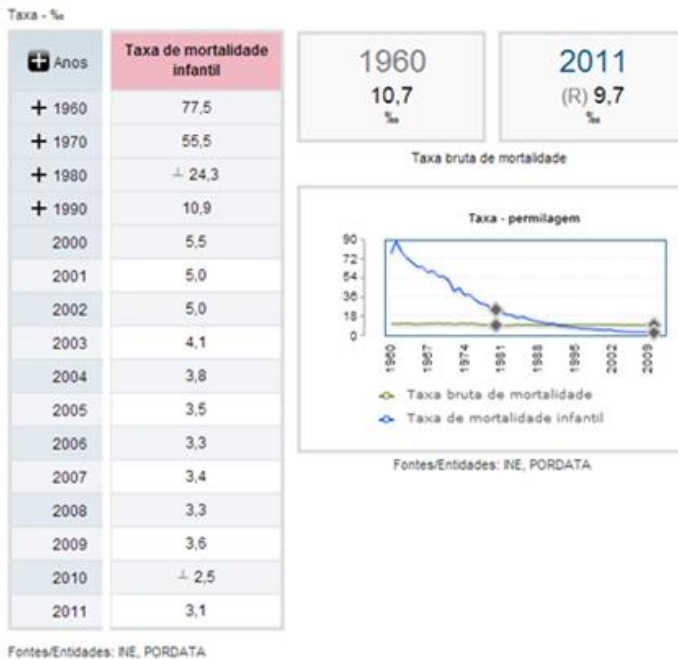 Taxa - ‰
Anos Taxa de mortalidade infantil
+ 1960 77,5
+ 1970 55,5
+ 1980 ⊥ 24,3
+ 1990 10,9
2000 5,5
2001 5,0
2002 5,0
2003 4,1
2004 3,8
2005 3,5
2006 3,3
2007 3,4
2008 3,3
2009 3,6
2010 ⊥ 2,5
2011 3,1
Fontes/Entidades: INE, PORDATA
1960
10,7
‰
2011
(R) 9,7
‰
Taxa bruta de mortalidade
Taxa - permilagem
90
72
54
36
18
0
1960 1967 1974 1981 1988 1995 2002 2009
Taxa bruta de mortalidade
Taxa de mortalidade infantil
Fontes/Entidades: INE, PORDATA